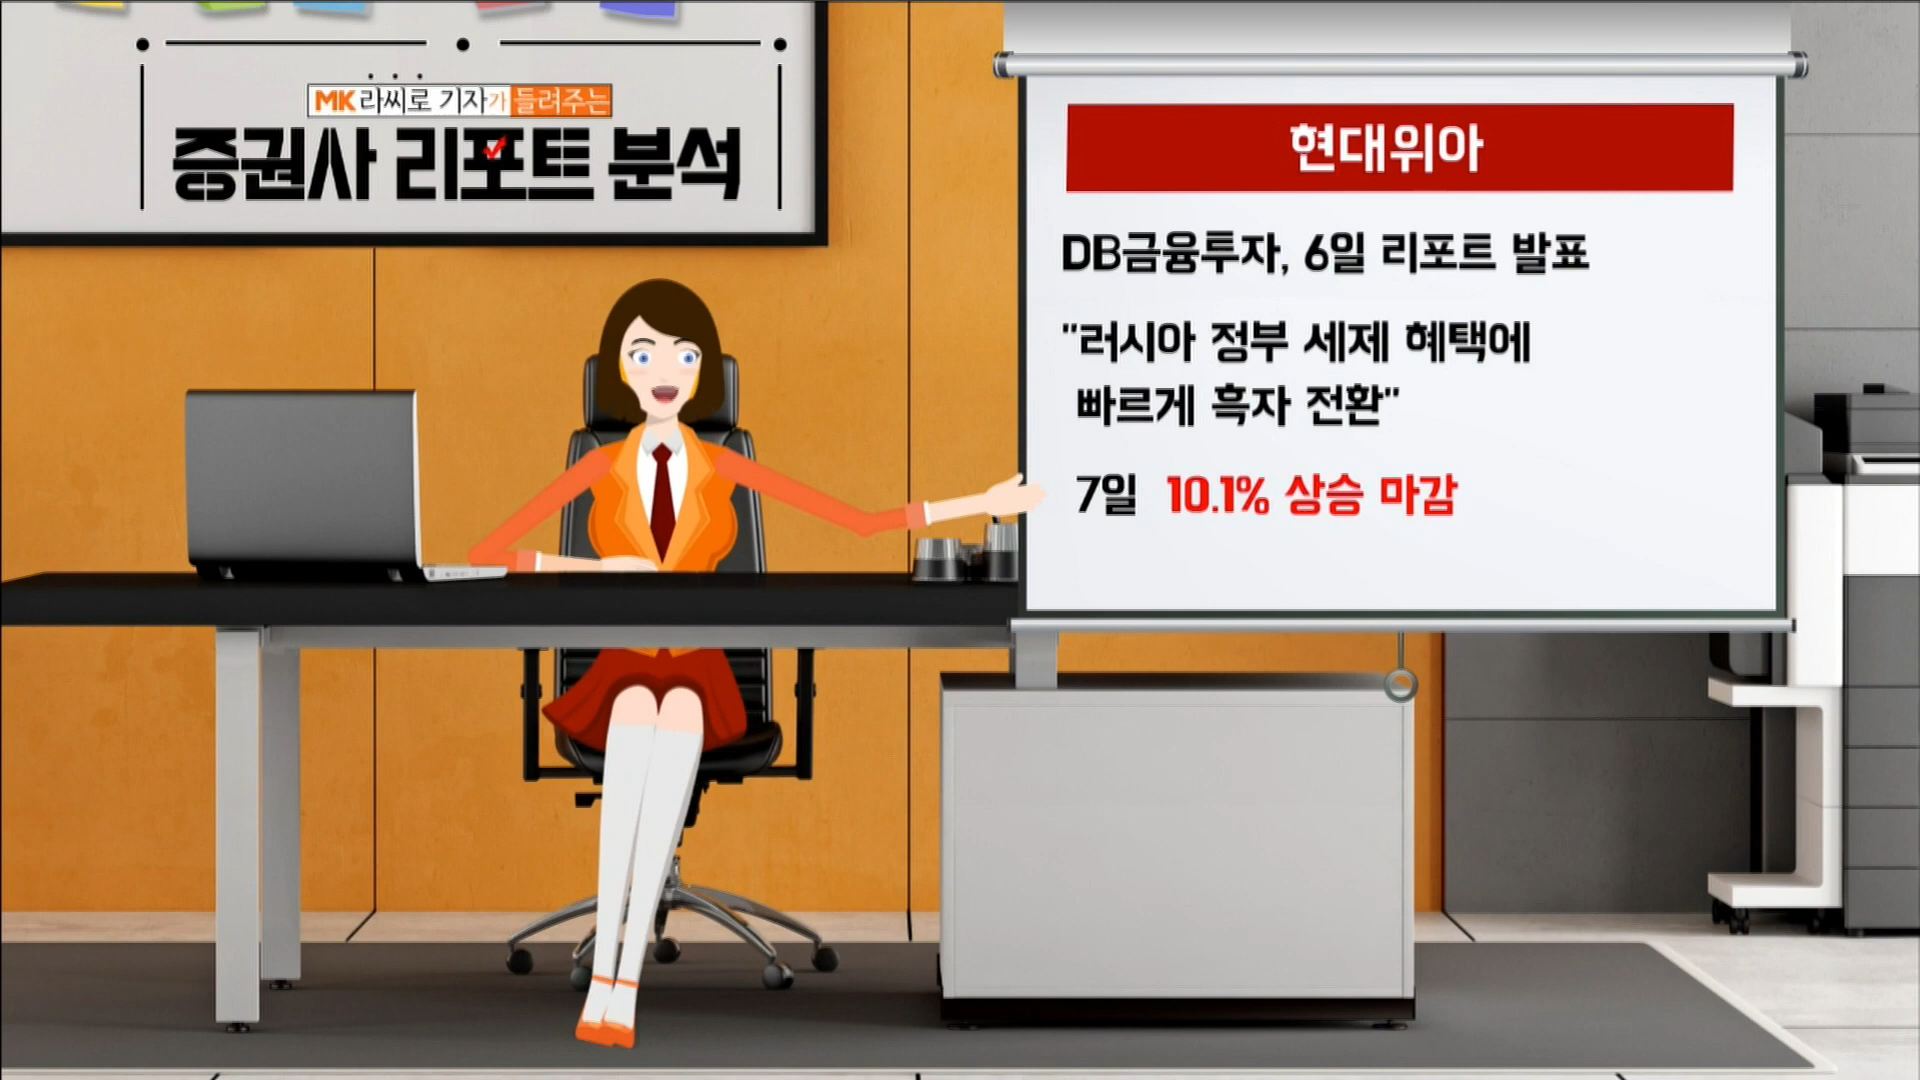 MK 라씨로 기자가 들려주는
증권사 리포트 분석
현대위아
DB금융투자, 6일 리포트 발표
"러시아 정부 세제 혜택에
빠르게 흑자 전환"
7일 10.1% 상승 마감